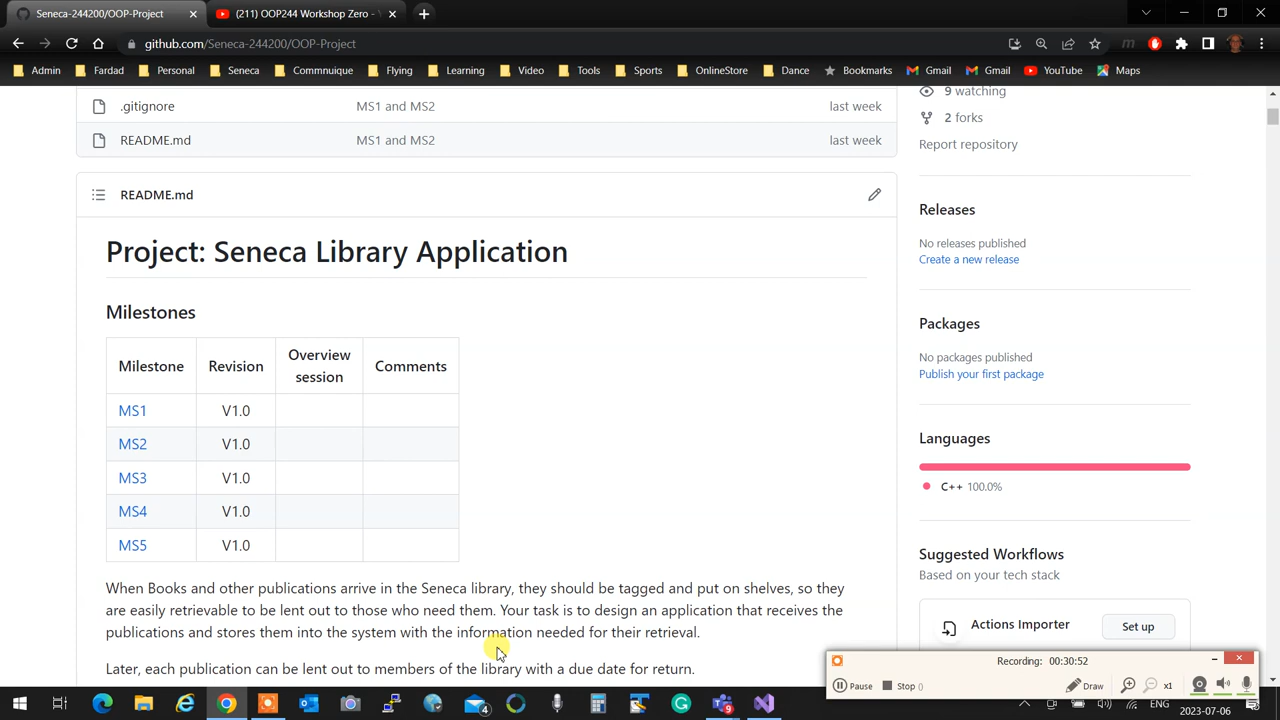 Seneca-244200/OOP-Project
(211) OOP244 Workshop Zero -
github.com/Seneca-244200/OOP-Project
Admin Fardad Personal Seneca Commnuique Flying Learning Video Tools Sports OnlineStore Dance Bookmarks Gmail Gmail YouTube Maps
.gitignore MS1 and MS2 last week
README.md MS1 and MS2 last week
README.md
Project: Seneca Library Application
Milestones
Milestone Revision Overview session Comments
MS1 V1.0
MS2 V1.0
MS3 V1.0
MS4 V1.0
MS5 V1.0
When Books and other publications arrive in the Seneca library, they should be tagged and put on shelves, so they
are easily retrievable to be lent out to those who need them. Your task is to design an application that receives the
publications and stores them into the system with the information needed for their retrieval.
Later, each publication can be lent out to members of the library with a due date for return.
9 watching
2 forks
Report repository
Releases
No releases published
Create a new release
Packages
No packages published
Publish your first package
Languages
C++ 100.0%
Suggested Workflows
Based on your tech stack
Actions Importer Set up
Recording: 00:30:52
Pause Stop () Draw x1
4 9 ENG 2023-07-06